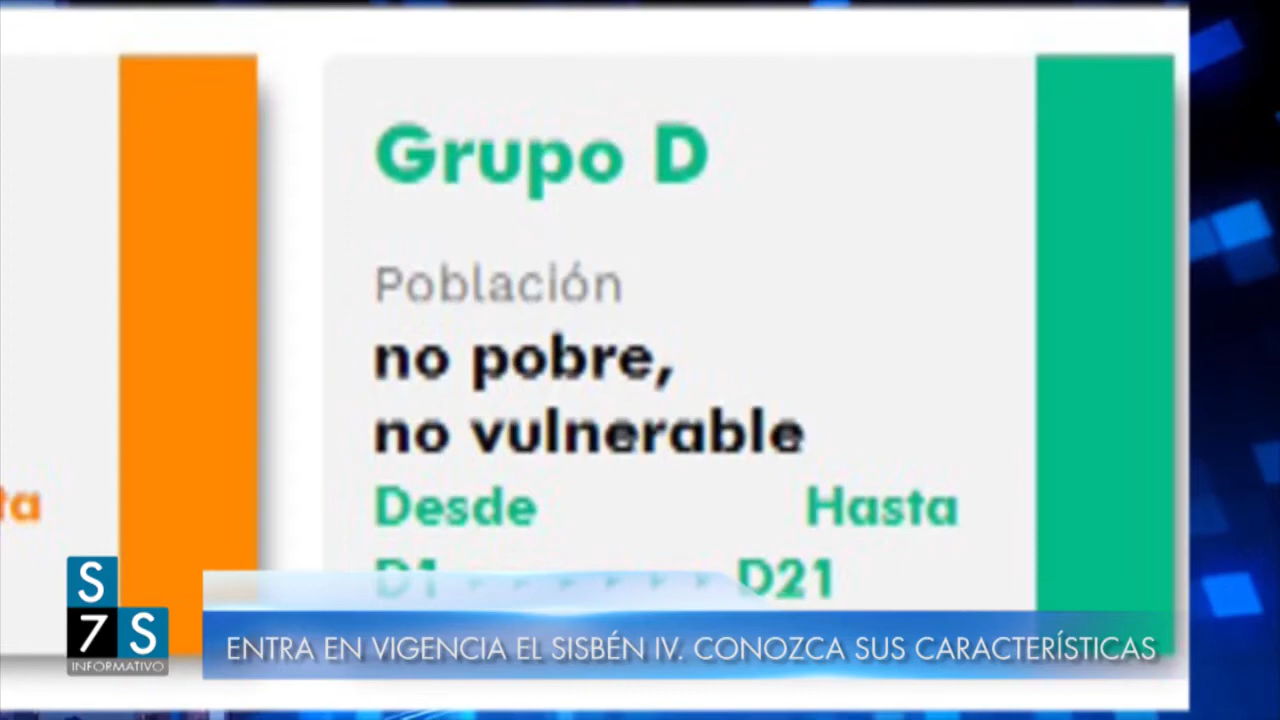 Grupo D
Población
no pobre,
no vulnerable
Desde Hasta
D1 D21
ta
S
7 S
INFORMATIVO
ENTRA EN VIGENCIA EL SISBÉN IV. CONOZCA SUS CARACTERÍSTICAS